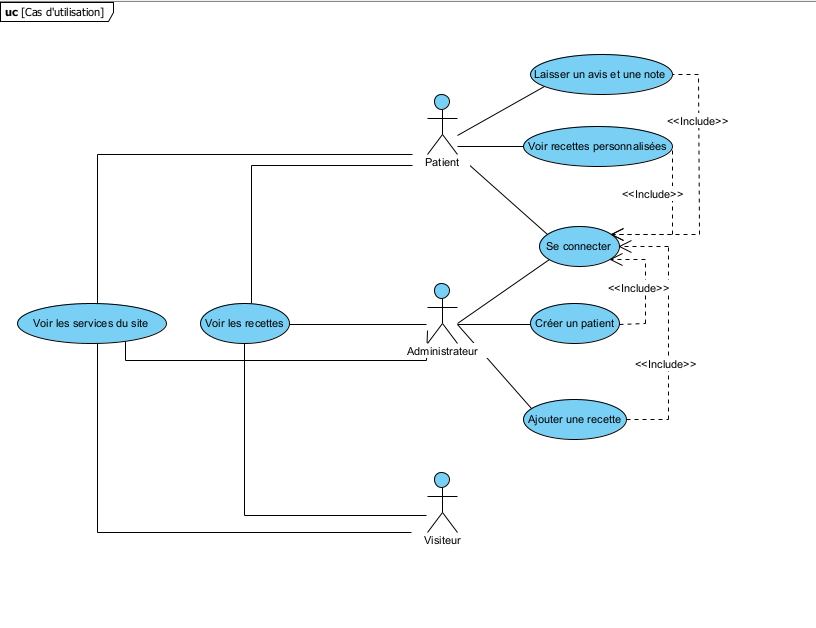 uc [Cas d'utilisation]
Laisser un avis et une note
<<Include>>
Voir recettes personnalisées
Patient
<<Include>>
Se connecter
<<Include>>
Voir les services du site
Voir les recettes
Créer un patient
Administrateur
<<Include>>
Ajouter une recette
Visiteur